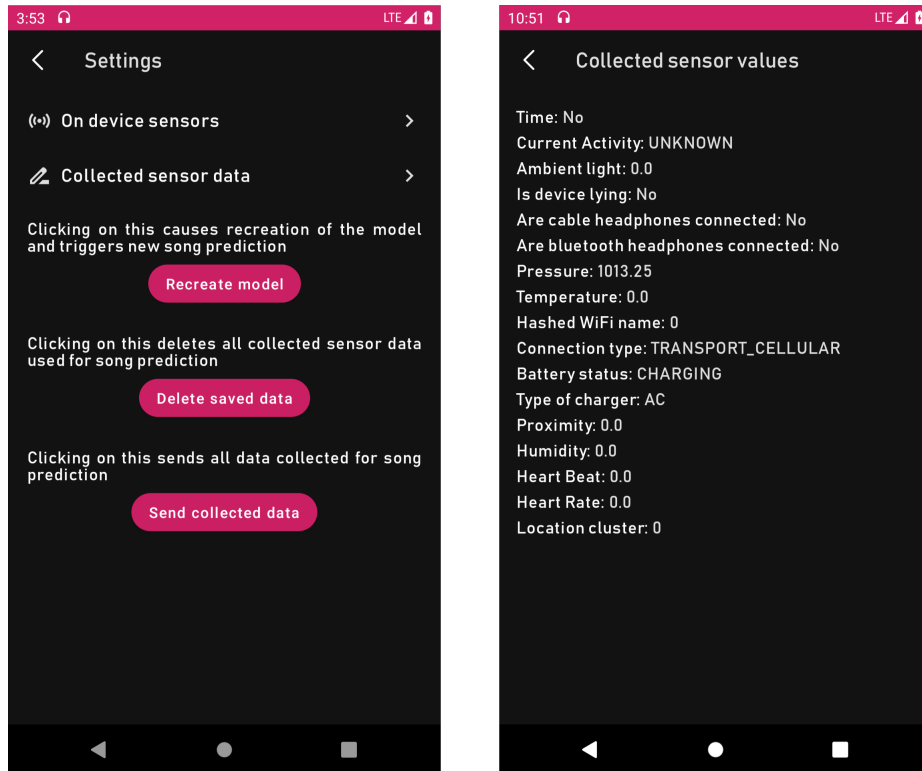 3:53 LTE
Settings
On device sensors
Collected sensor data
Clicking on this causes recreation of the model
and triggers new song prediction
Recreate model
Clicking on this deletes all collected sensor data
used for song prediction
Delete saved data
Clicking on this sends all data collected for song
prediction
Send collected data
10:51 LTE
Collected sensor values
Time: No
Current Activity: UNKNOWN
Ambient light: 0.0
Is device lying: No
Are cable headphones connected: No
Are bluetooth headphones connected: No
Pressure: 1013.25
Temperature: 0.0
Hashed WiFi name: 0
Connection type: TRANSPORT_CELLULAR
Battery status: CHARGING
Type of charger: AC
Proximity: 0.0
Humidity: 0.0
Heart Beat: 0.0
Heart Rate: 0.0
Location cluster: 0